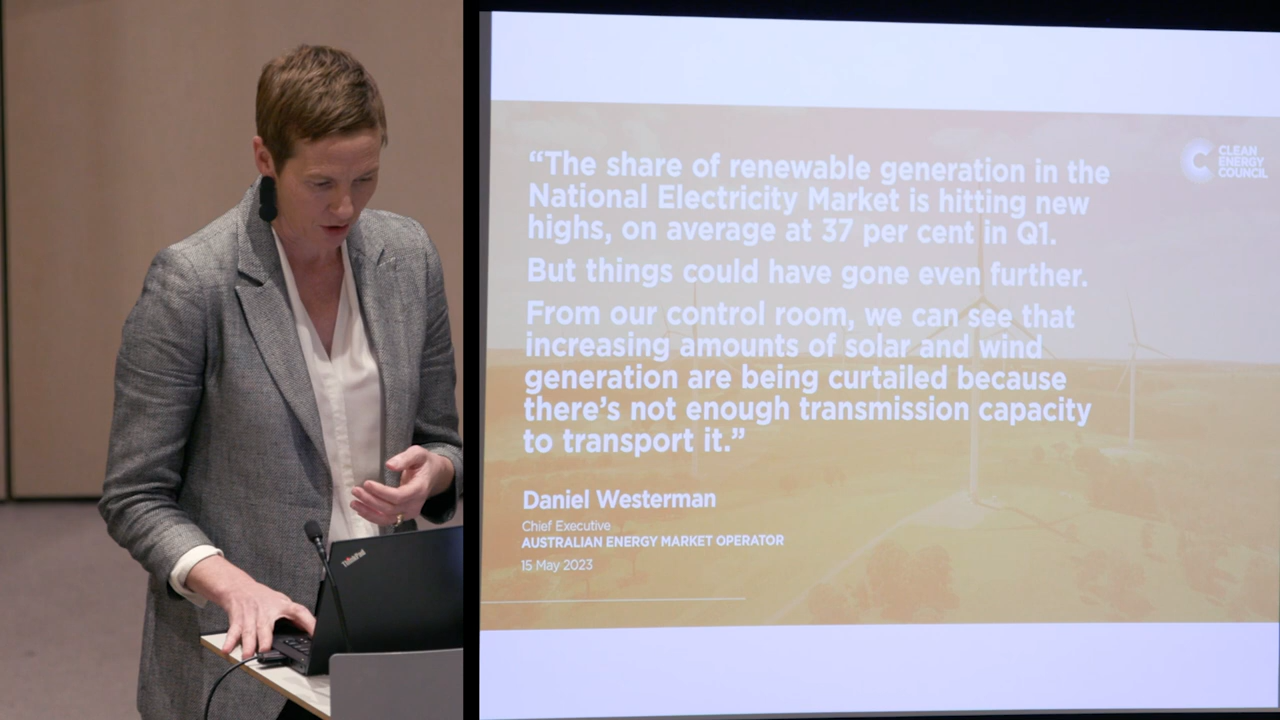 “The share of renewable generation in the
National Electricity Market is hitting new
highs, on average at 37 per cent in Q1.
But things could have gone even further.
From our control room, we can see that
increasing amounts of solar and wind
generation are being curtailed because
there’s not enough transmission capacity
to transport it.”
Daniel Westerman
Chief Executive
AUSTRALIAN ENERGY MARKET OPERATOR
15 May 2023
CLEAN
ENERGY
COUNCIL
ThinkPad